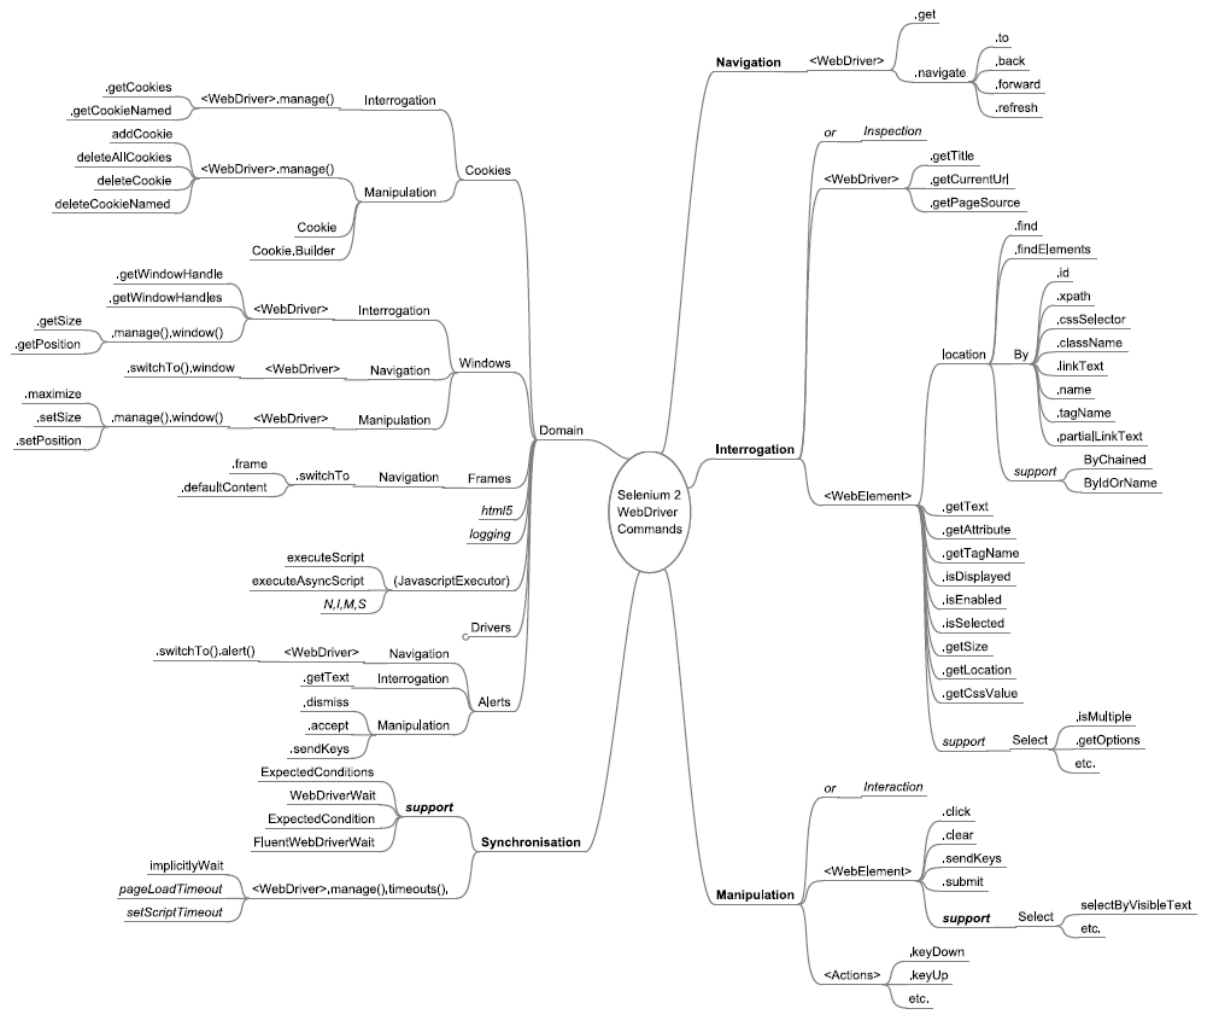 Selenium 2
WebDriver
Commands
Navigation
<WebDriver>
.get
.navigate
.to
.back
.forward
.refresh
Interrogation
or
Inspection
<WebDriver>
.getTitle
.getCurrentUrl
.getPageSource
<WebElement>
location
.find
.findElements
By
.id
.xpath
.cssSelector
.className
.linkText
.name
.tagName
.partialLinkText
support
ByChained
ByIdOrName
.getText
.getAttribute
.getTagName
.isDisplayed
.isEnabled
.isSelected
.getSize
.getLocation
.getCssValue
support
Select
.isMultiple
.getOptions
etc.
Manipulation
or
Interaction
<WebElement>
.click
.clear
.sendKeys
.submit
support
Select
selectByVisibleText
etc.
<Actions>
.keyDown
.keyUp
etc.
Domain
Cookies
Interrogation
<WebDriver>.manage()
.getCookies
.getCookieNamed
Manipulation
<WebDriver>.manage()
addCookie
deleteAllCookies
deleteCookie
deleteCookieNamed
Cookie
Cookie.Builder
Windows
Interrogation
<WebDriver>
.getWindowHandle
.getWindowHandles
.manage().window()
.getSize
.getPosition
Navigation
<WebDriver>
.switchTo().window
Manipulation
<WebDriver>
.manage().window()
.maximize
.setSize
.setPosition
Frames
Navigation
.switchTo
.frame
.defaultContent
html5
logging
(JavascriptExecutor)
executeScript
executeAsyncScript
N,I,M,S
Drivers
Alerts
Navigation
<WebDriver>
.switchTo().alert()
Interrogation
.getText
Manipulation
.dismiss
.accept
.sendKeys
Synchronisation
support
ExpectedConditions
WebDriverWait
ExpectedCondition
FluentWebDriverWait
<WebDriver>.manage().timeouts().
implicitlyWait
pageLoadTimeout
setScriptTimeout